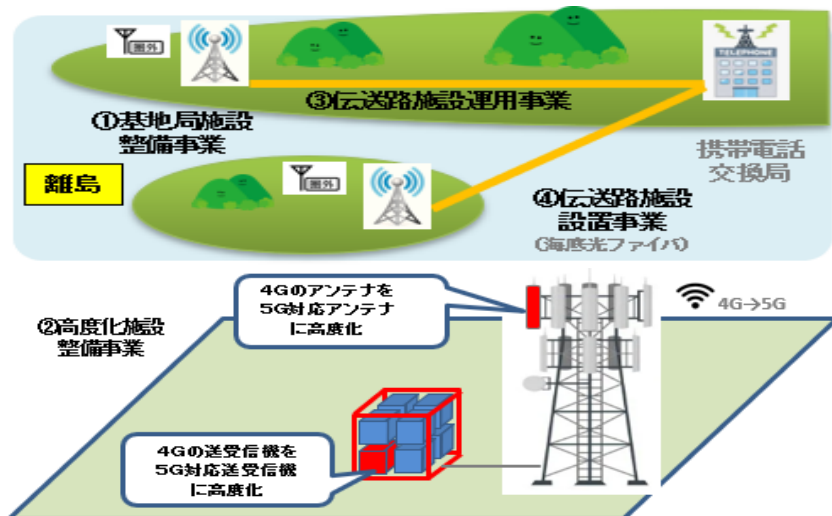 圏外
TELEPHONE
③伝送路施設運用事業
①基地局施設
整備事業
携帯電話
交換局
離島
圏外
④伝送路施設
設置事業
(海底光ファイバ)
4Gのアンテナを
5G対応アンテナ
に高度化
4G→5G
②高度化施設
整備事業
4Gの送受信機を
5G対応送受信機
に高度化